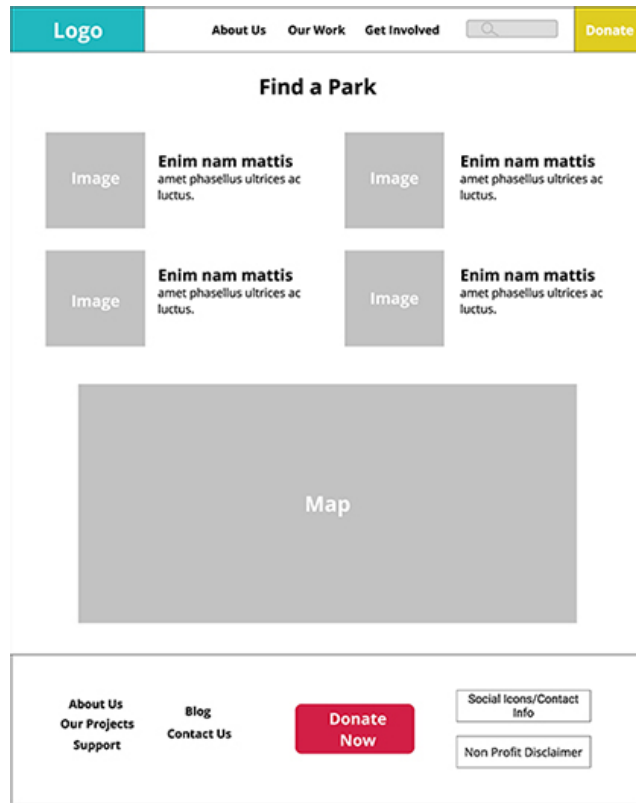 Logo
About Us
Our Work
Get Involved
Donate
Find a Park
Image
Enim nam mattis
amet phasellus ultrices ac
luctus.
Image
Enim nam mattis
amet phasellus ultrices ac
luctus.
Image
Enim nam mattis
amet phasellus ultrices ac
luctus.
Image
Enim nam mattis
amet phasellus ultrices ac
luctus.
Map
About Us
Our Projects
Support
Blog
Contact Us
Donate
Now
Social Icons/Contact
Info
Non Profit Disclaimer